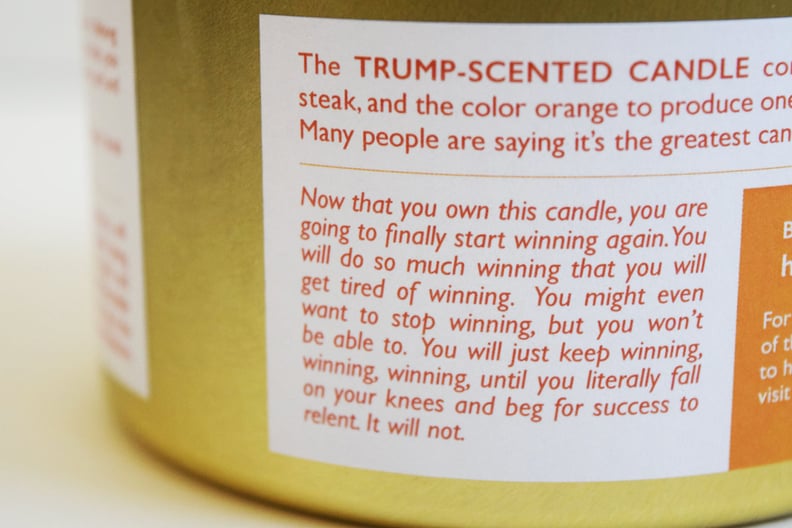 The TRUMP-SCENTED CANDLE
steak, and the color orange to produce
Many people are saying it's the greatest
Now that you own this candle, you are
going to finally start winning again. You
will do so much winning that you will
get tired of winning. You might even
want to stop winning, but you won't
be able to. You will just keep winning,
winning, winning, until you literally fall
on your knees and beg for success to
relent. It will not.
For
to
visit